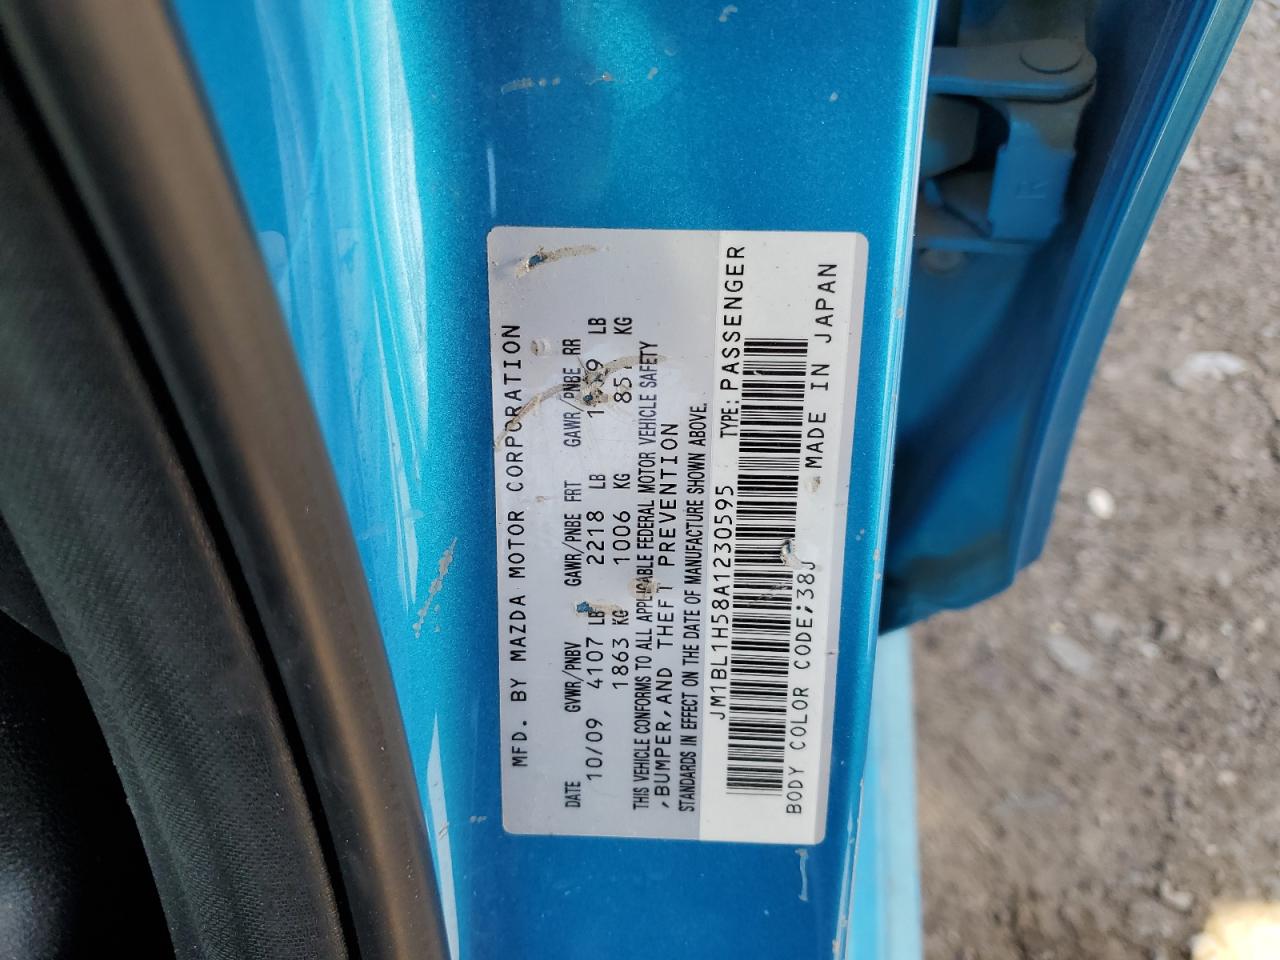 MFD. BY MAZDA MOTOR CORPORATION
DATE GVWR/PNBV GAWR/PNBE FRT GAWR/PNBE RR
10/09 4107 LB 2218 LB LB
1863 KG 1006 KG 851 KG
THIS VEHICLE CONFORMS TO ALL APPLICABLE FEDERAL MOTOR VEHICLE SAFETY
,BUMPER,AND THEFT PREVENTION
STANDARDS IN EFFECT ON THE DATE OF MANUFACTURE SHOWN ABOVE.
JM1BL1H58A1230595 TYPE: PASSENGER
BODY COLOR CODE;38J MADE IN JAPAN